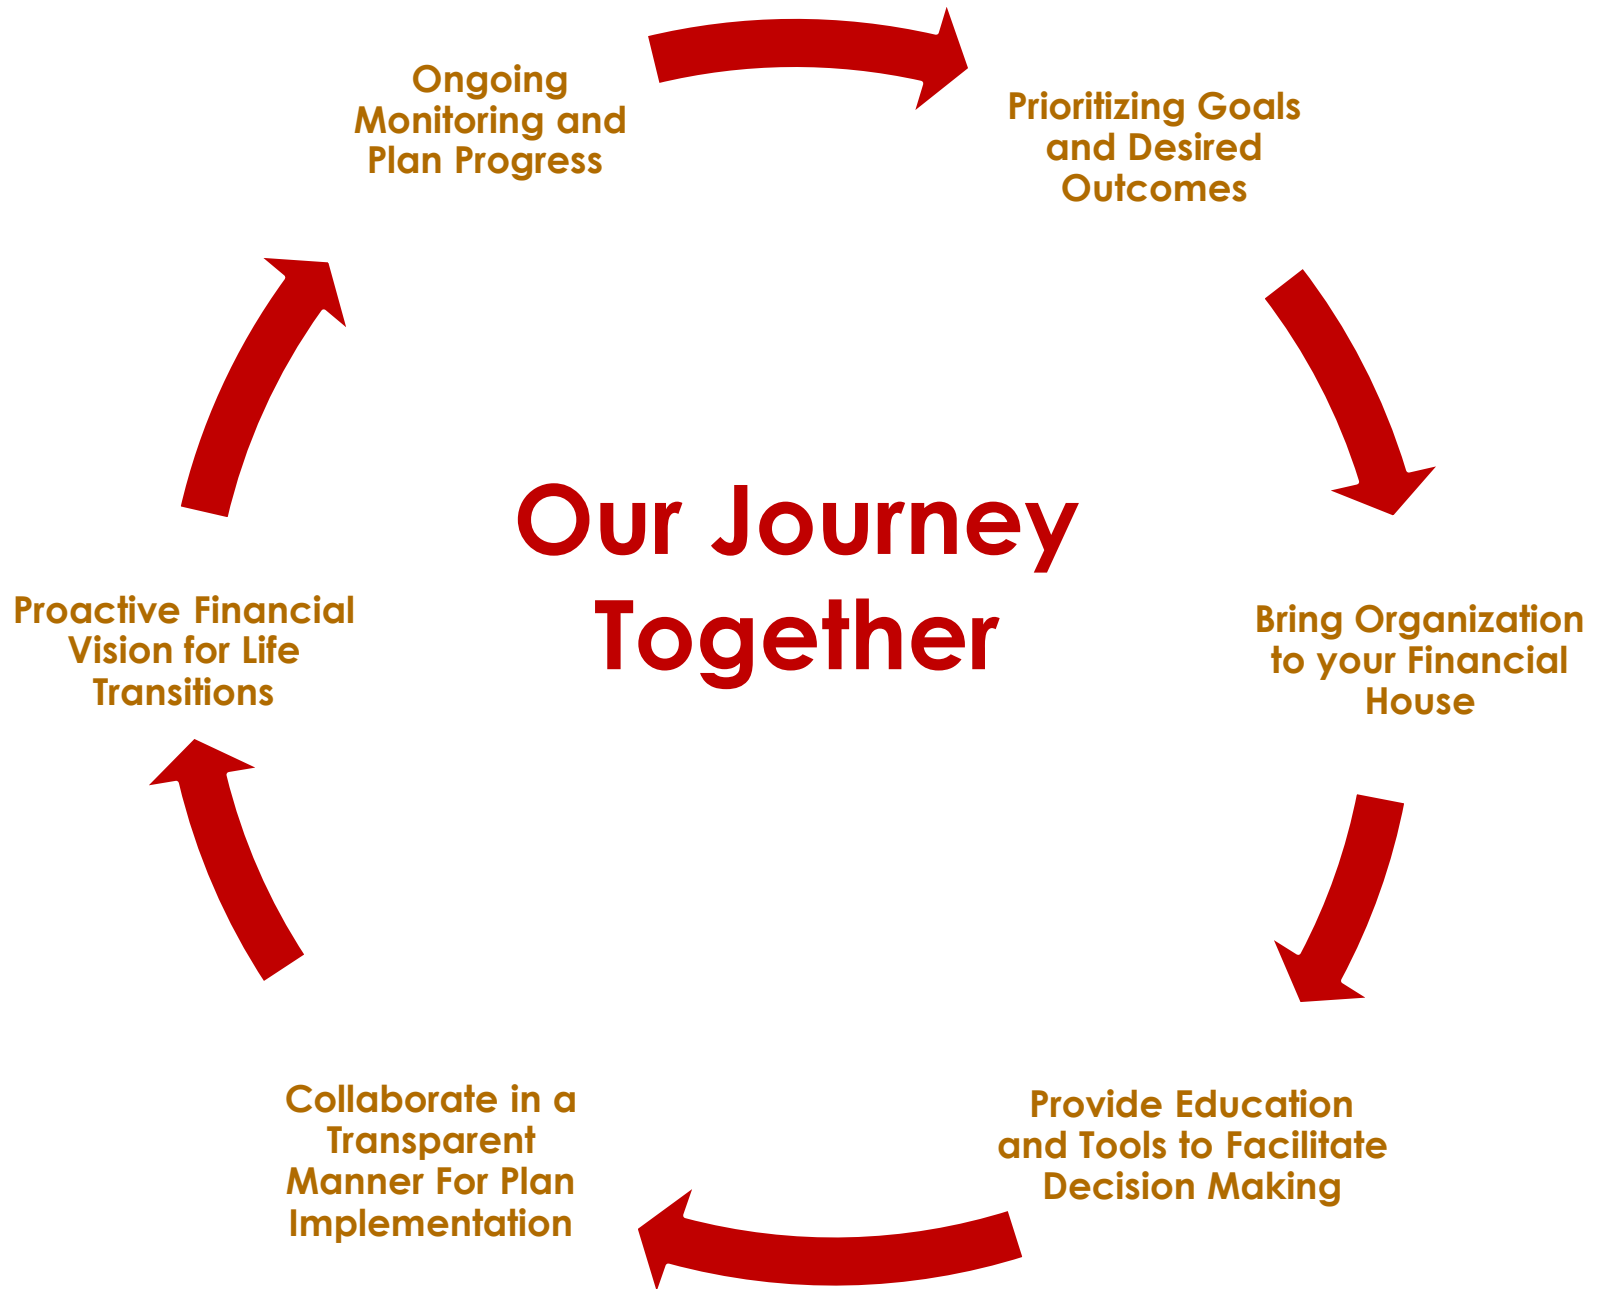 Ongoing
Monitoring and
Plan Progress
Prioritizing Goals
and Desired
Outcomes
Our Journey
Together
Proactive Financial
Vision for Life
Transitions
Bring Organization
to your Financial
House
Collaborate in a
Transparent
Manner For Plan
Implementation
Provide Education
and Tools to Facilitate
Decision Making